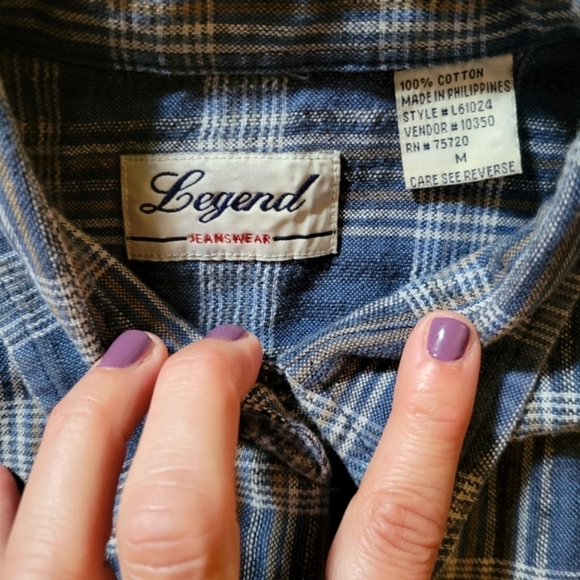 Legend
JEANSWEAR
100% COTTON
MADE IN PHILIPPINES
STYLE # L61024
VENDOR # 10350
RN # 75720
M
CARE SEE REVERSE